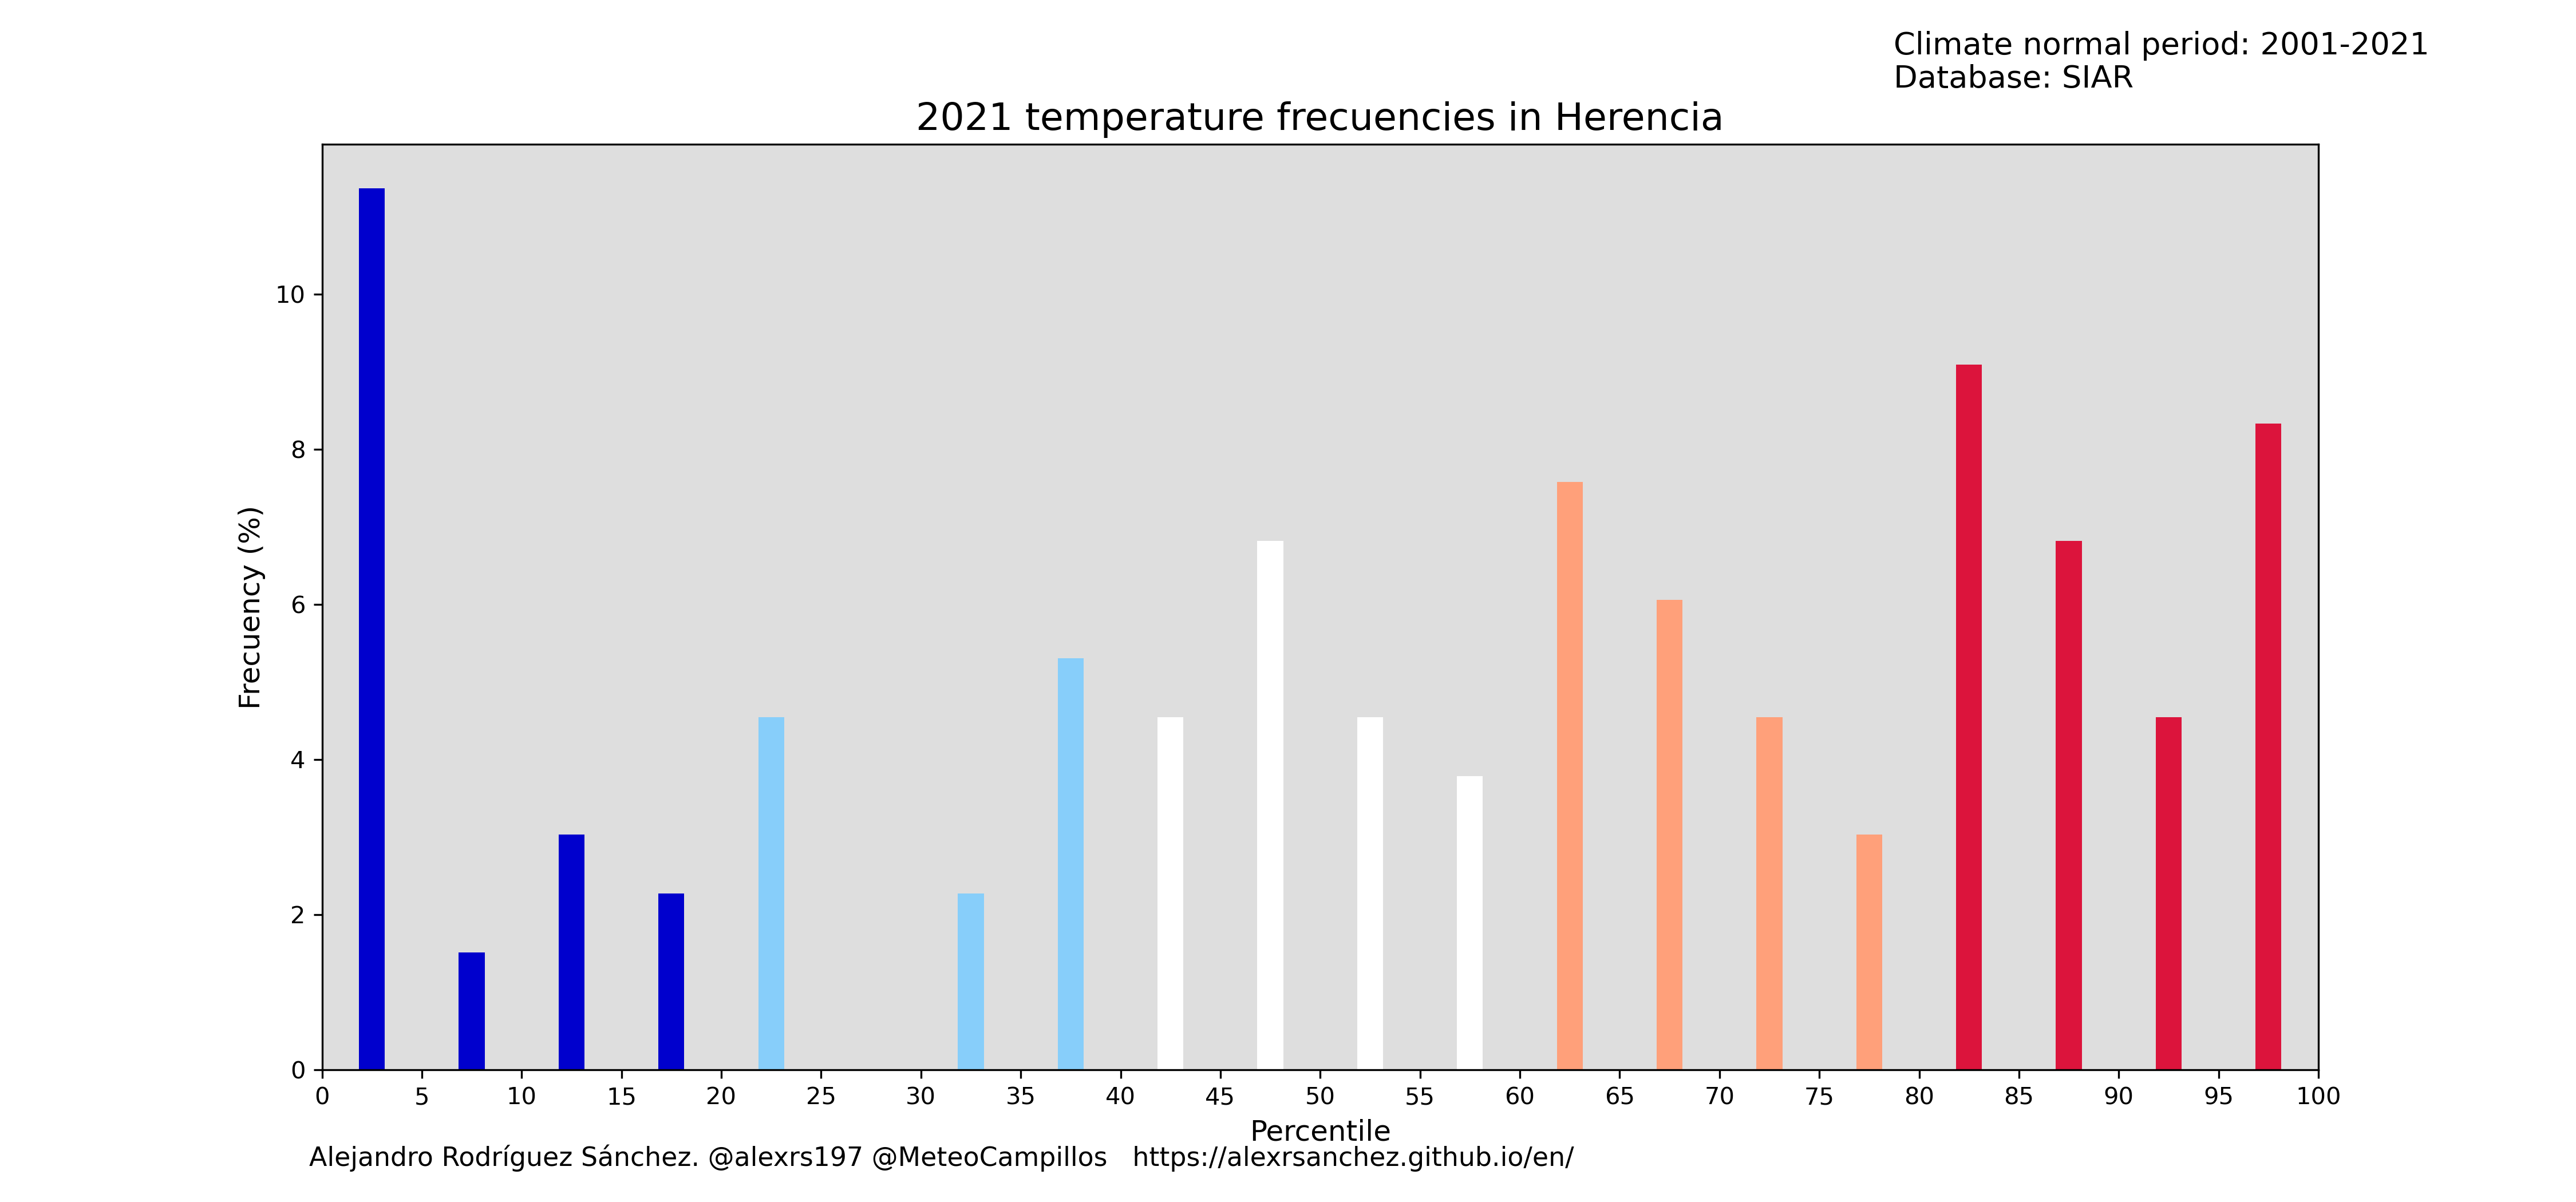 Climate normal period: 2001-2021
Database: SIAR
2021 temperature frecuencies in Herencia
Frecuency (%)
10
8
6
4
2
0
0 5 10 15 20 25 30 35 40 45 50 55 60 65 70 75 80 85 90 95 100
Percentile
Alejandro Rodríguez Sánchez. @alexrs197 @MeteoCampillos   https://alexrsanchez.github.io/en/